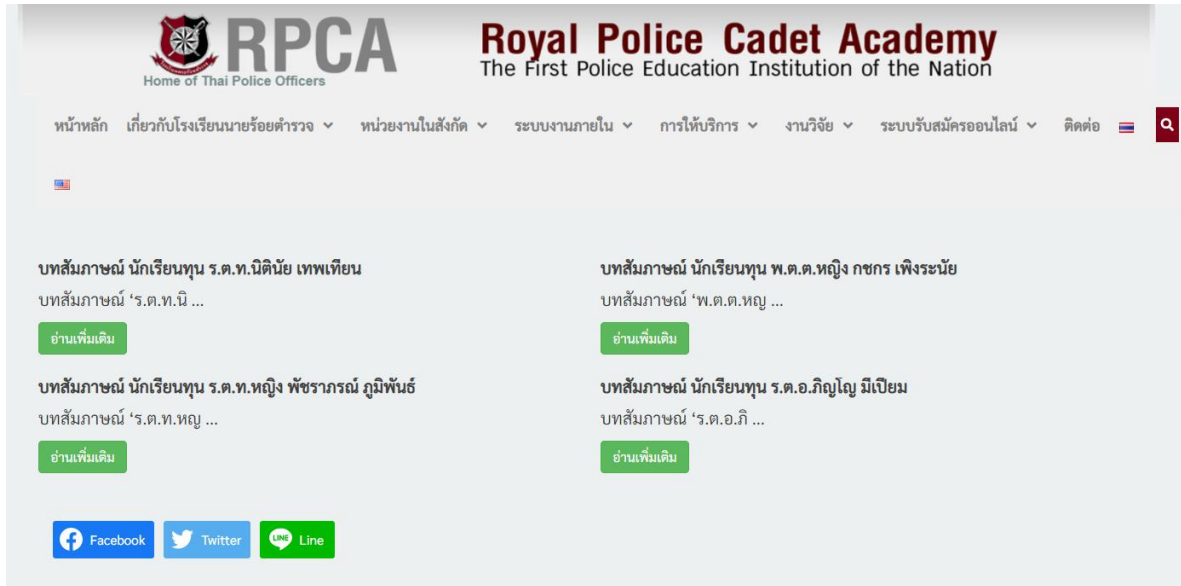 RPCA
Home of Thai Police Officers
Royal Police Cadet Academy
The First Police Education Institution of the Nation
หน้าหลัก เกี่ยวกับโรงเรียนนายร้อยตำรวจ หน่วยงานในสังกัด ระบบงานภายใน การให้บริการ งานวิจัย ระบบรับสมัครออนไลน์ ติดต่อ
บทสัมภาษณ์ นักเรียนทุน ร.ต.ท.นิตินัย เทพเทียน
บทสัมภาษณ์ ‘ร.ต.ท.นิ ...
อ่านเพิ่มเติม
บทสัมภาษณ์ นักเรียนทุน พ.ต.ต.หญิง กชกร เพิงระนัย
บทสัมภาษณ์ ‘พ.ต.ต.หญ ...
อ่านเพิ่มเติม
บทสัมภาษณ์ นักเรียนทุน ร.ต.ท.หญิง พัชราภรณ์ ภูมิพันธ์
บทสัมภาษณ์ ‘ร.ต.ท.หญ ...
อ่านเพิ่มเติม
บทสัมภาษณ์ นักเรียนทุน ร.ต.อ.ภิญโญ มีเปียม
บทสัมภาษณ์ ‘ร.ต.อ.ภิ ...
อ่านเพิ่มเติม
Facebook Twitter LINE Line